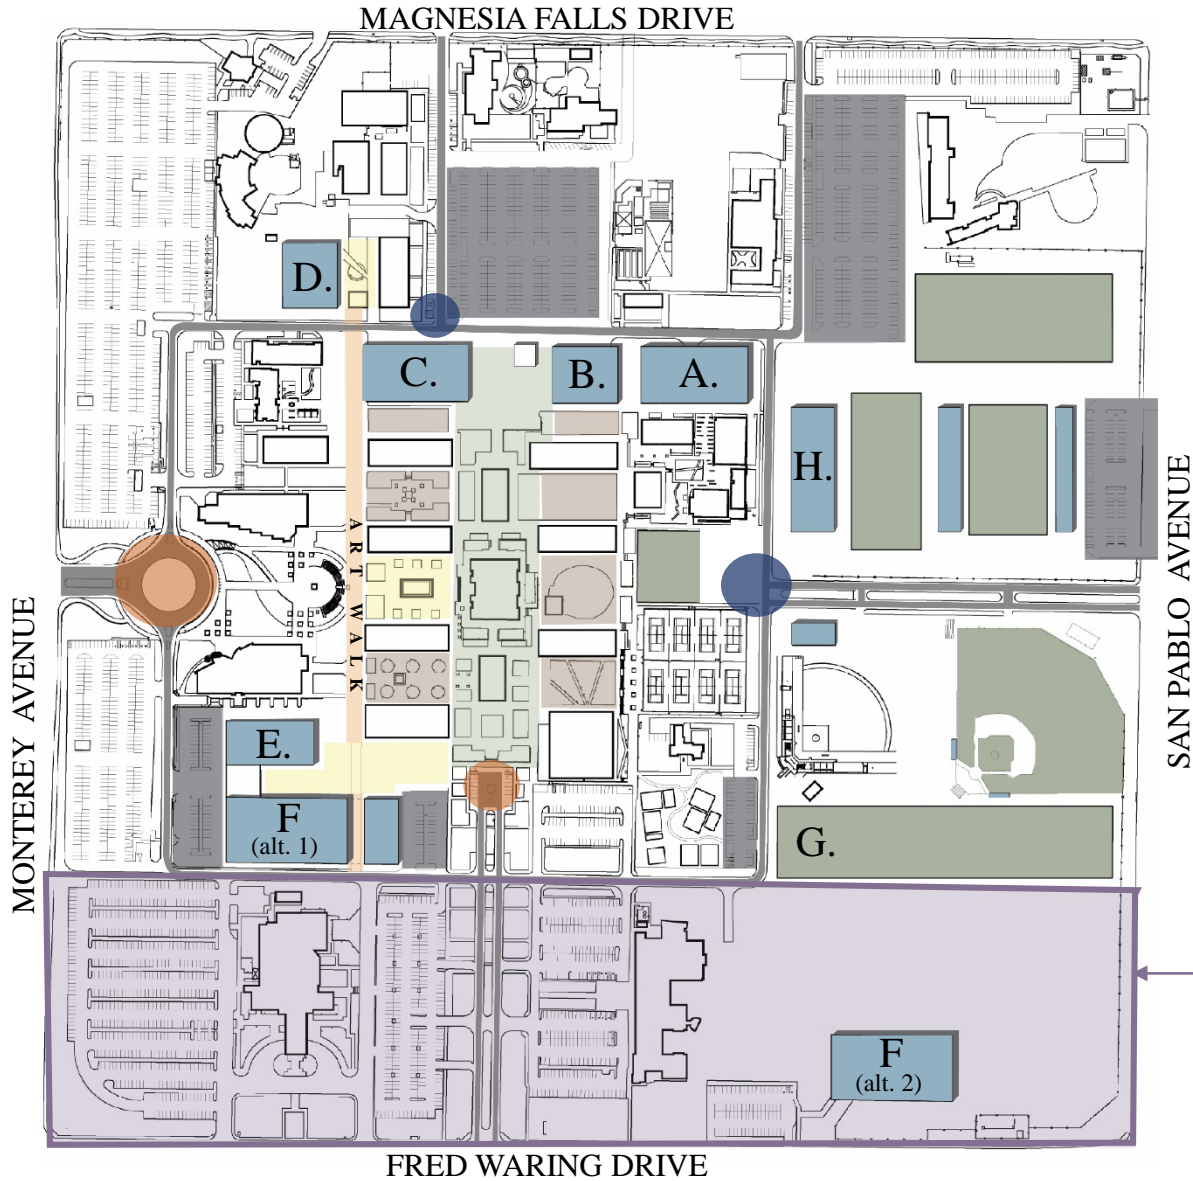 MAGNESIA FALLS DRIVE
D.
C.
B.
A.
H.
ART WALK
MONTEREY AVENUE
SAN PABLO AVENUE
E.
F
(alt. 1)
G.
F
(alt. 2)
FRED WARING DRIVE